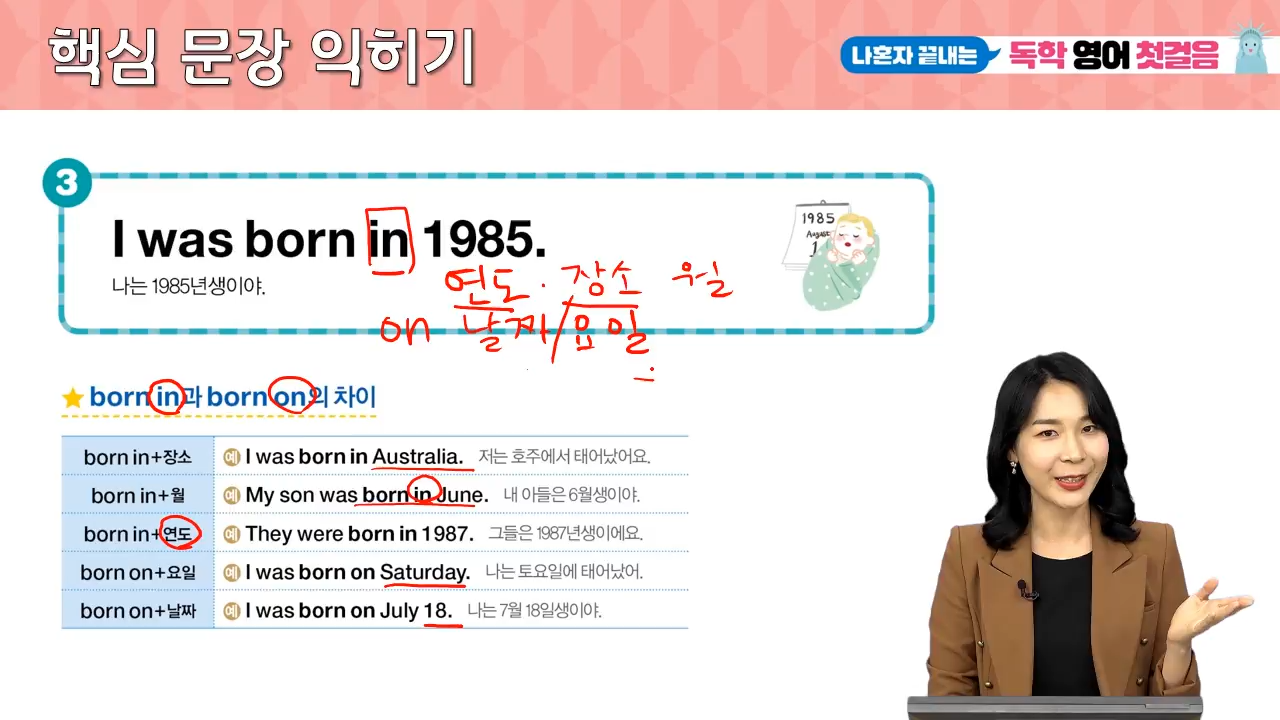 핵심 문장 익히기
나혼자 끝내는 독학 영어 첫걸음
3
I was born in 1985.
나는 1985년생이야.
1985
August
1
연도 · 장소 월
on 날짜/요일
born in과 born on의 차이
born in+장소 예 I was born in Australia. 저는 호주에서 태어났어요.
born in+월 예 My son was born in June. 내 아들은 6월생이야.
born in+연도 예 They were born in 1987. 그들은 1987년생이에요.
born on+요일 예 I was born on Saturday. 나는 토요일에 태어났어.
born on+날짜 예 I was born on July 18. 나는 7월 18일생이야.